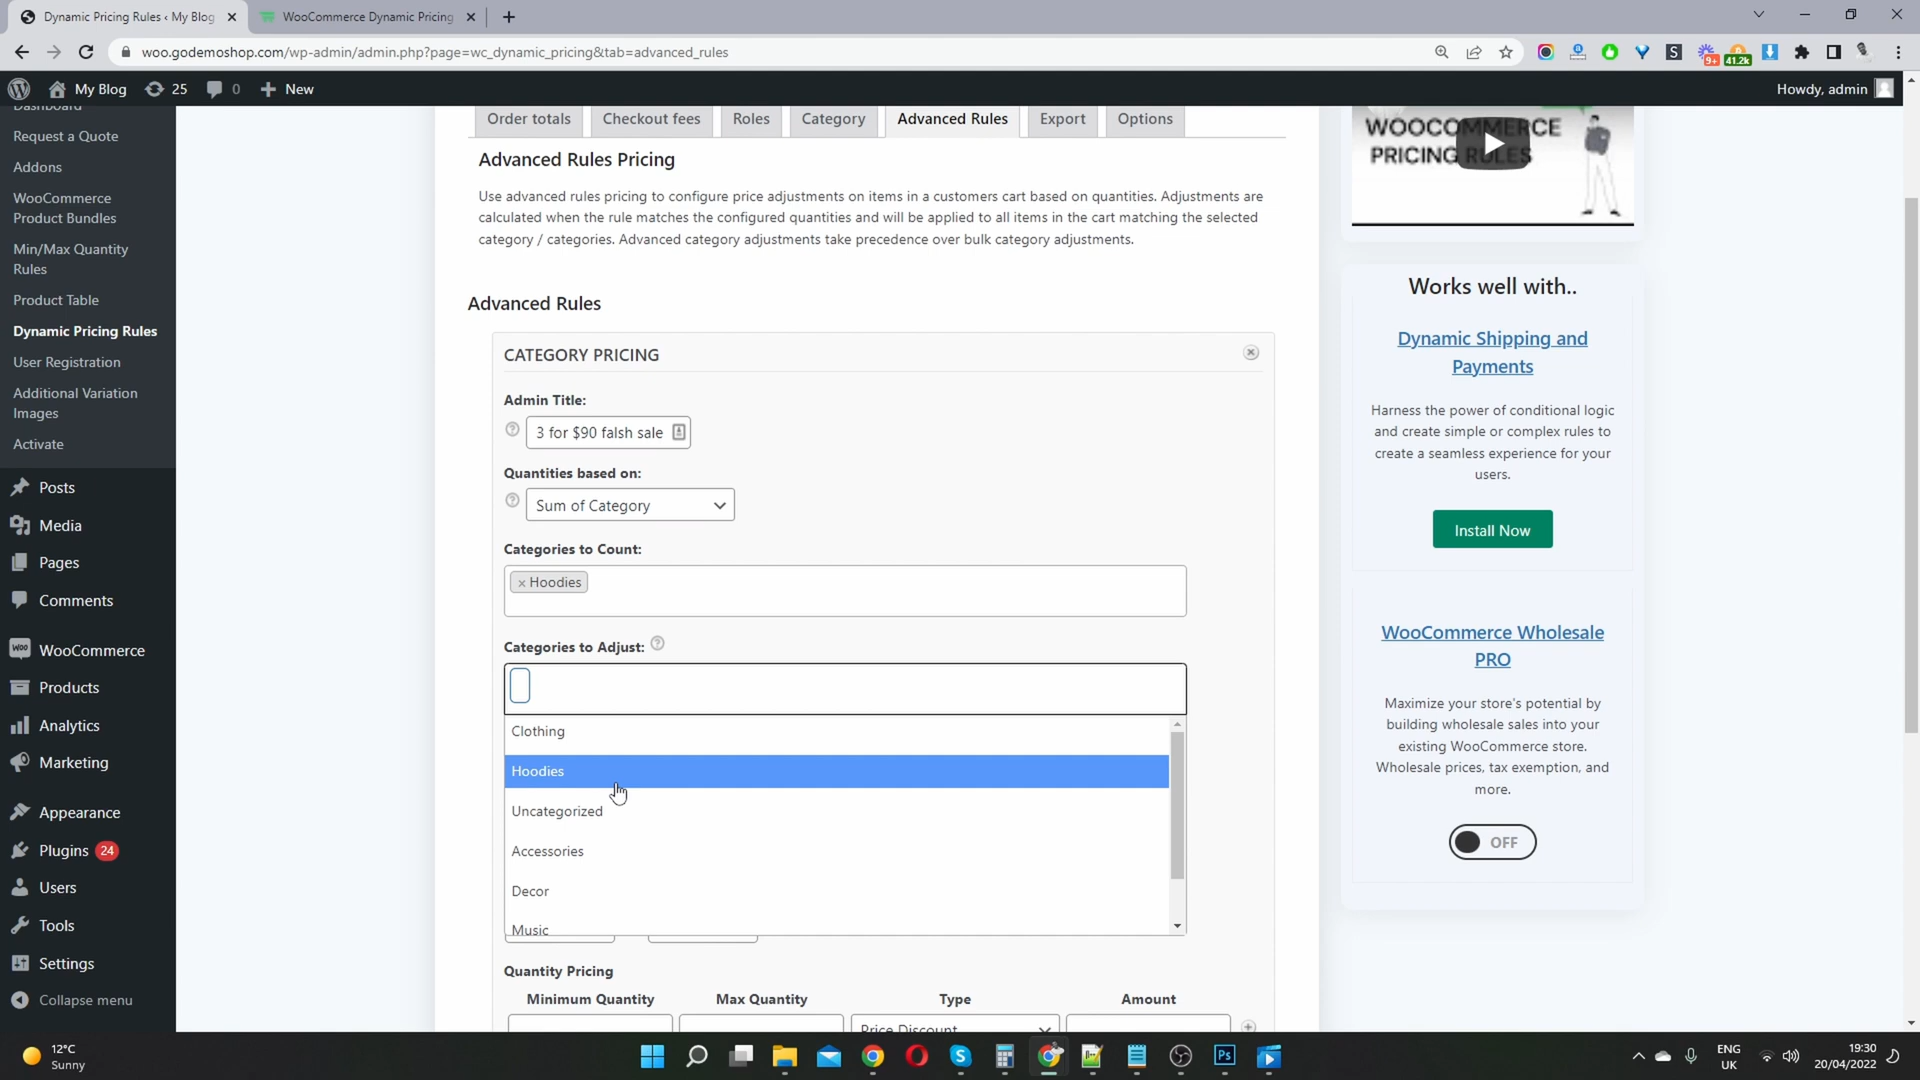 Dynamic Pricing Rules ‹ My Blog
WooCommerce Dynamic Pricing
woo.godemoshop.com/wp-admin/admin.php?page=wc_dynamic_pricing&tab=advanced_rules
S
9+
41.2k
My Blog
25
0
New
Howdy, admin
Dashboard
Request a Quote
Addons
WooCommerce
Product Bundles
Min/Max Quantity
Rules
Product Table
Dynamic Pricing Rules
User Registration
Additional Variation
Images
Activate
Posts
Media
Pages
Comments
WooCommerce
Products
Analytics
Marketing
Appearance
Plugins 24
Users
Tools
Settings
Collapse menu
Order totals
Checkout fees
Roles
Category
Advanced Rules
Export
Options
Advanced Rules Pricing
Use advanced rules pricing to configure price adjustments on items in a customers cart based on quantities. Adjustments are
calculated when the rule matches the configured quantities and will be applied to all items in the cart matching the selected
category / categories. Advanced category adjustments take precedence over bulk category adjustments.
Advanced Rules
CATEGORY PRICING
Admin Title:
3 for $90 falsh sale
Quantities based on:
Sum of Category
Categories to Count:
× Hoodies
Categories to Adjust:
Clothing
Hoodies
Uncategorized
Accessories
Decor
Music
Quantity Pricing
Minimum Quantity
Max Quantity
Type
Amount
Price Discount
WOOCOMMERCE
PRICING RULES
Works well with..
Dynamic Shipping and
Payments
Harness the power of conditional logic
and create simple or complex rules to
create a seamless experience for your
users.
Install Now
WooCommerce Wholesale
PRO
Maximize your store's potential by
building wholesale sales into your
existing WooCommerce store.
Wholesale prices, tax exemption, and
more.
OFF
12°C
Sunny
Ps
ENG
UK
19:30
20/04/2022